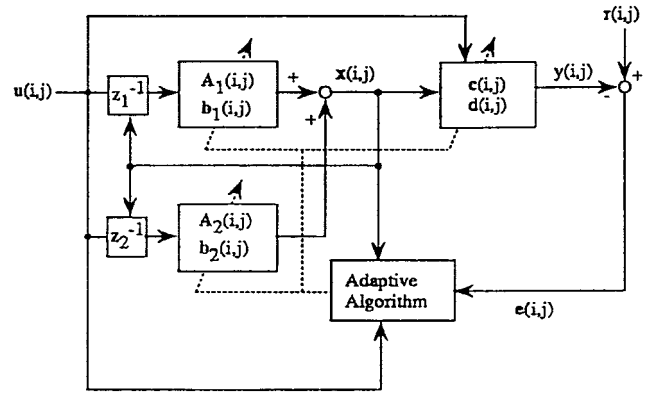 r(i,j)
u(i,j)
z₁⁻¹
A₁(i,j)
b₁(i,j)
+
+
x(i,j)
c(i,j)
d(i,j)
y(i,j)
-
+
z₂⁻¹
A₂(i,j)
b₂(i,j)
Adaptive
Algorithm
e(i,j)